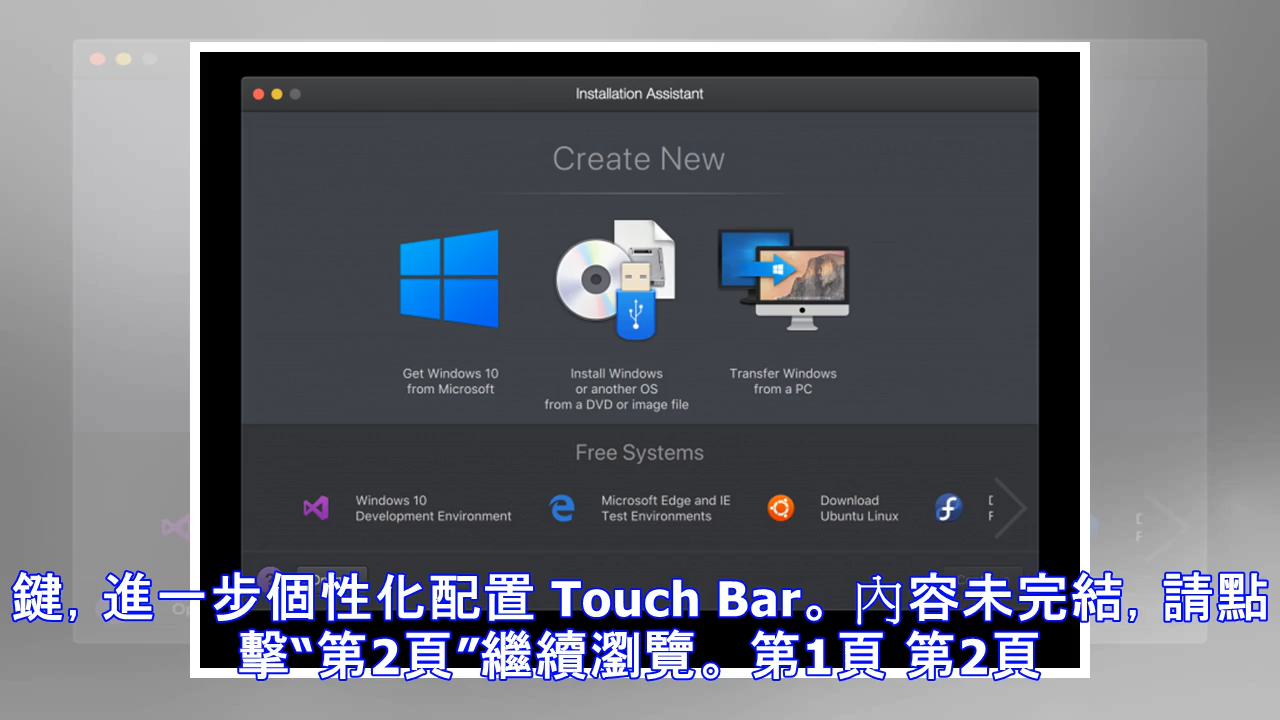 Installation Assistant
Create New
Get Windows 10
from Microsoft
Install Windows
or another OS
from a DVD or image file
Transfer Windows
from a PC
Free Systems
Windows 10
Development Environment
Microsoft Edge and IE
Test Environments
Download
Ubuntu Linux
鍵, 進一步個性化配置 Touch Bar。內容未完結, 請點
擊“第2頁”繼續瀏覽。第1頁 第2頁